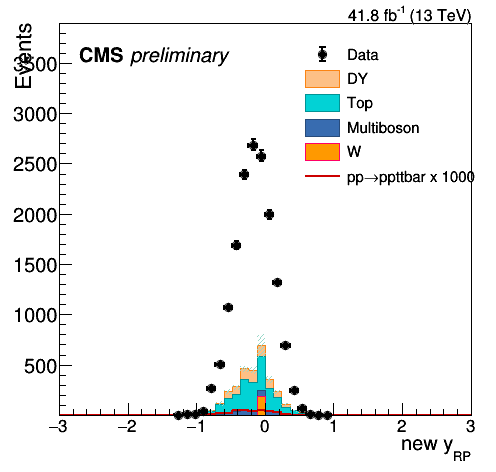 41.8 fb⁻¹ (13 TeV)
Events
CMS preliminary
Data
DY
Top
Multiboson
W
pp→ppttbar x 1000
3500
3000
2500
2000
1500
1000
500
−3 −2 −1 0 1 2 3
new y_RP